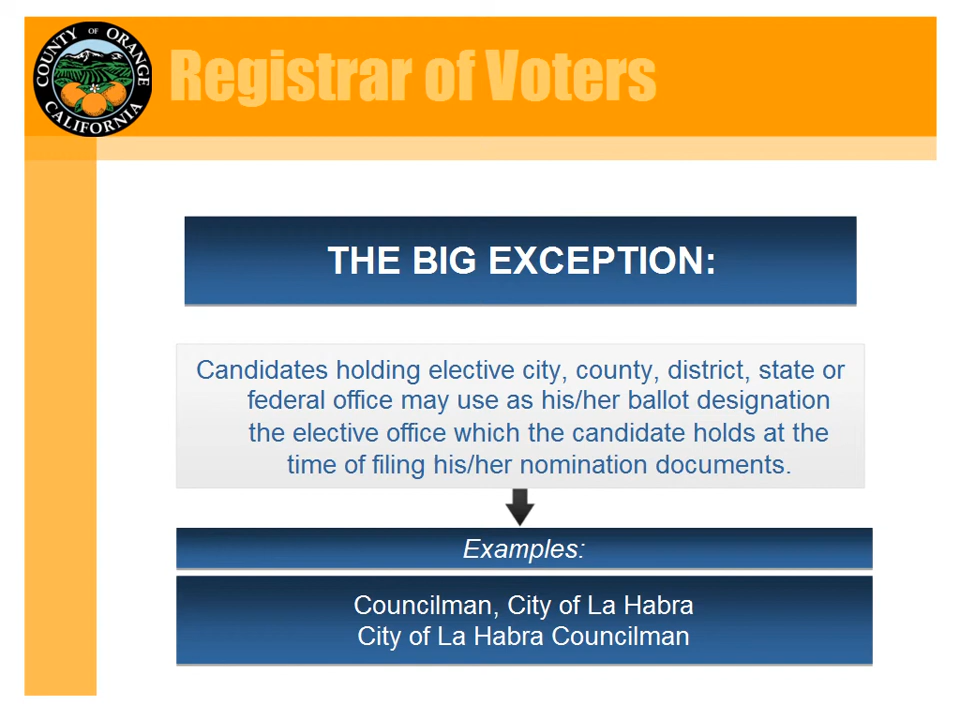 COUNTY OF ORANGE
CALIFORNIA
Registrar of Voters
THE BIG EXCEPTION:
Candidates holding elective city, county, district, state or
federal office may use as his/her ballot designation
the elective office which the candidate holds at the
time of filing his/her nomination documents.
Examples:
Councilman, City of La Habra
City of La Habra Councilman